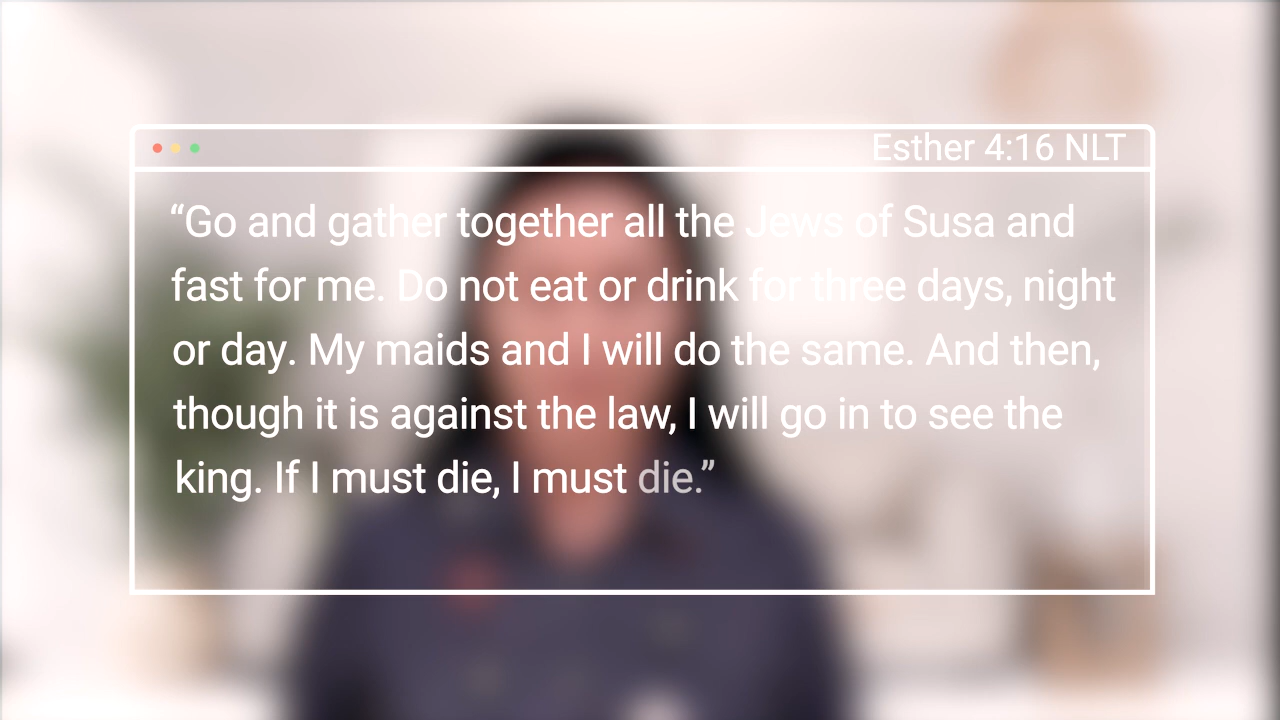 Esther 4:16 NLT
“Go and gather together all the Jews of Susa and
fast for me. Do not eat or drink for three days, night
or day. My maids and I will do the same. And then,
though it is against the law, I will go in to see the
king. If I must die, I must die.”